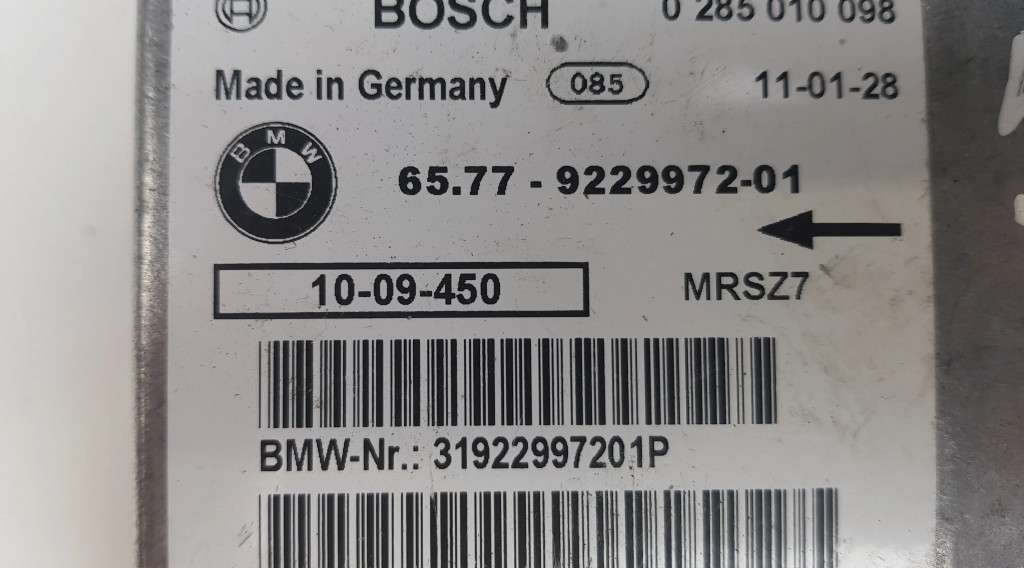 BOSCH 0 285 010 098
Made in Germany 085 11-01-28
BMW
65.77 - 9229972-01
10-09-450 MRSZ7
BMW-Nr.: 31922997201P